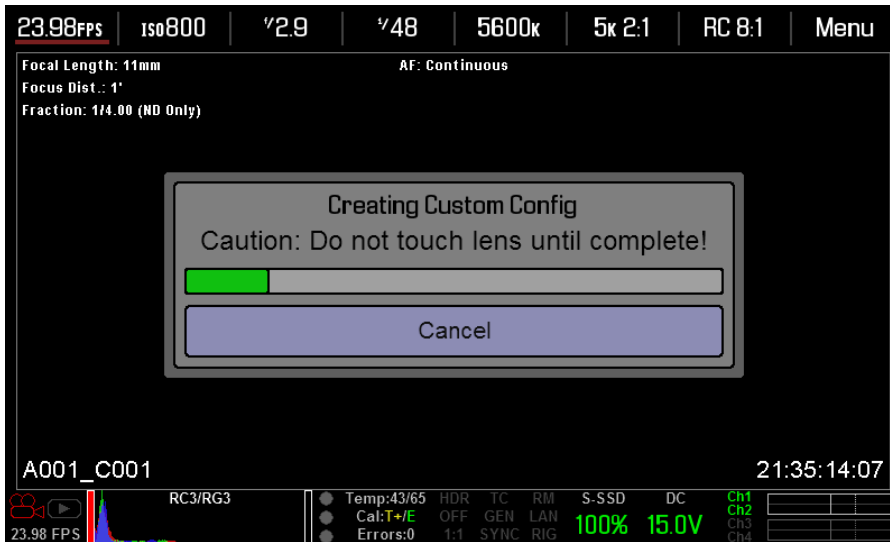 23.98FPS ISO800 1/2.9 1/48 5600K 5K 2:1 RC 8:1 Menu
Focal Length: 11mm AF: Continuous
Focus Dist.: 1'
Fraction: 1/4.00 (ND Only)
Creating Custom Config
Caution: Do not touch lens until complete!
Cancel
A001_C001 21:35:14:07
RC3/RG3 Temp:43/65 HDR TC RM S-SSD DC Ch1
Cal:T+/E OFF GEN LAN 100% 15.0V Ch2
23.98 FPS Errors:0 1:1 SYNC RIG Ch3
Ch4